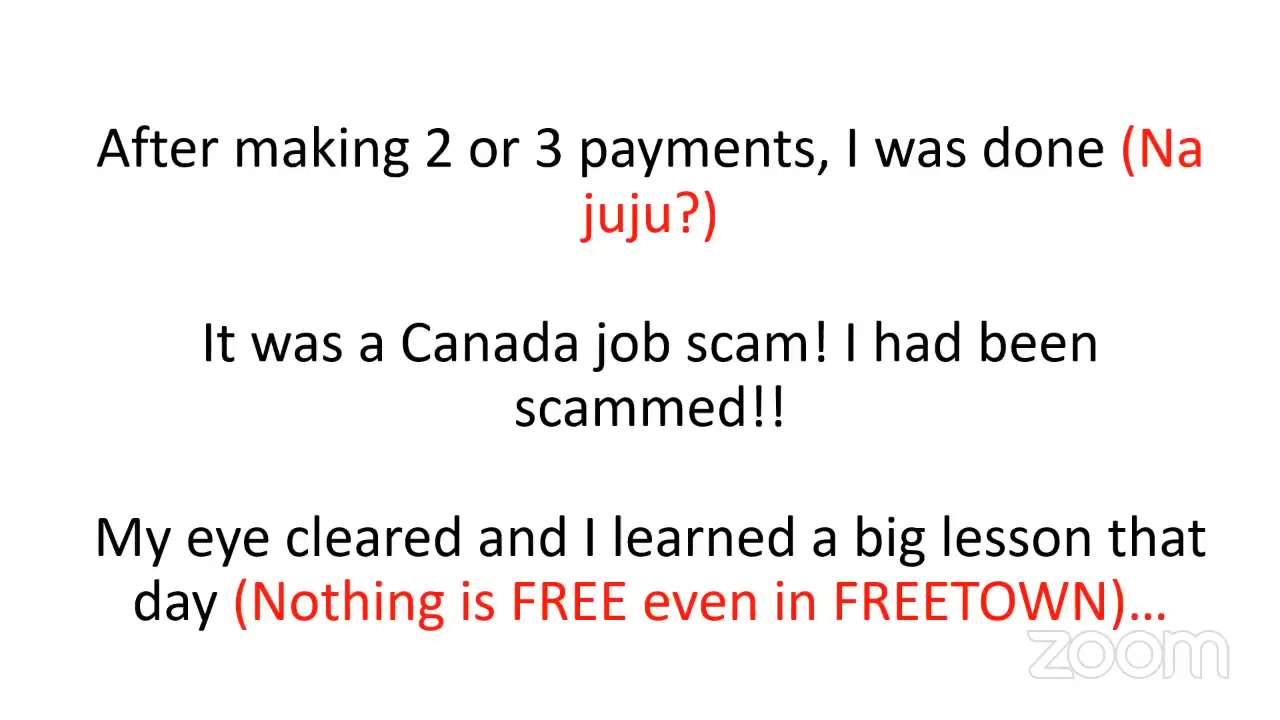 After making 2 or 3 payments, I was done (Na
juju?)
It was a Canada job scam! I had been
scammed!!
My eye cleared and I learned a big lesson that
day (Nothing is FREE even in FREETOWN)...
zoom